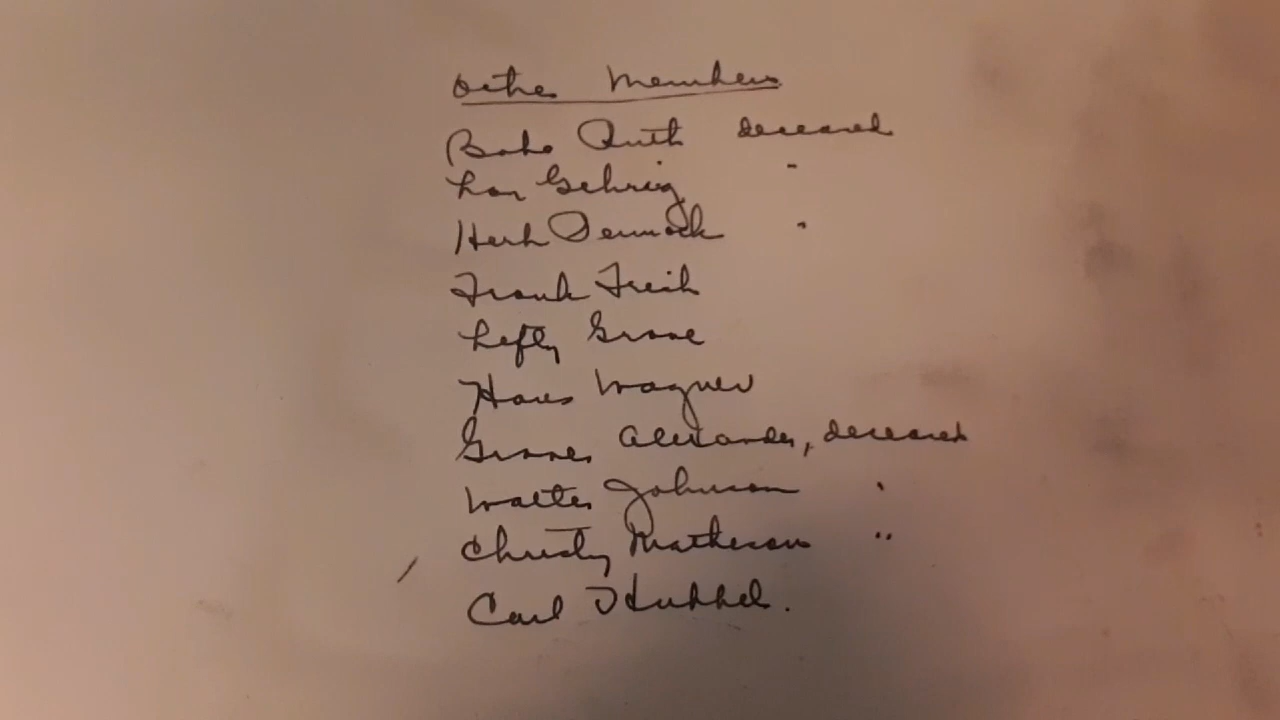 Other Members
Babe Ruth deceased
Lou Gehrig "
Herb Pennock "
Frank Frisch
Lefty Grove
Hans Wagner
Grover Alexander, deceased
Walter Johnson "
Christy Matheson "
Carl Hubbel.